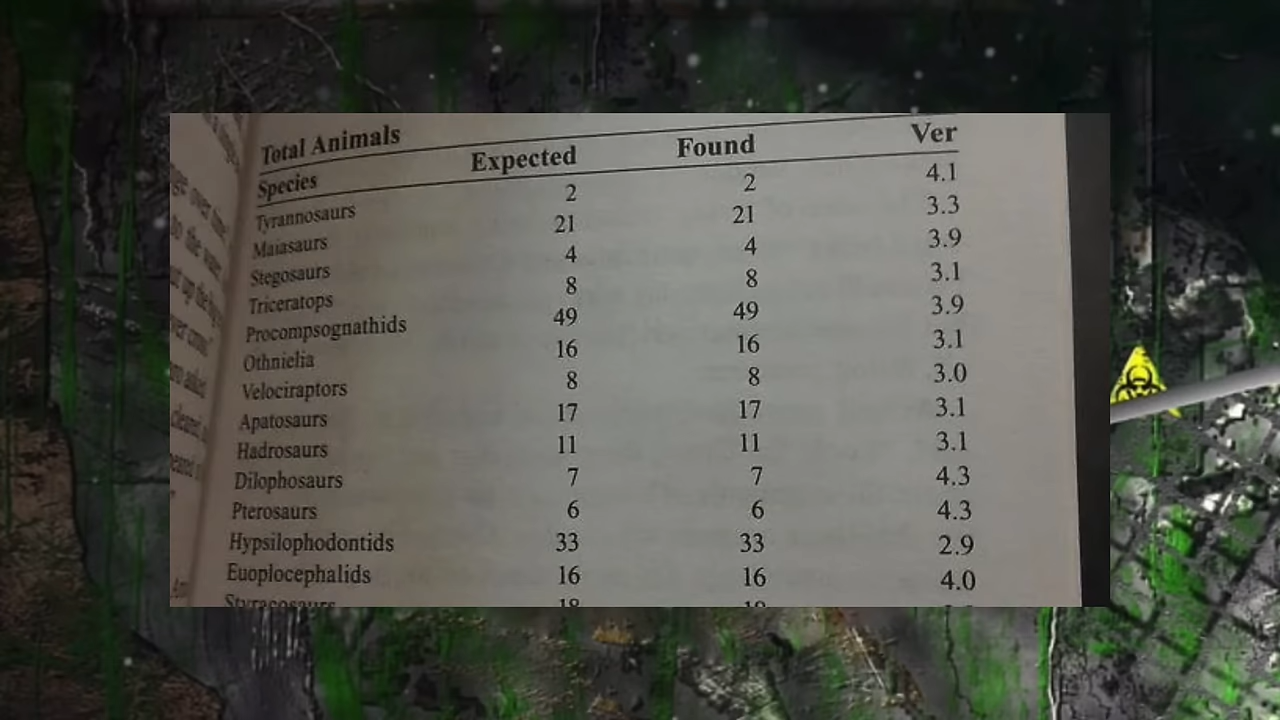 Total Animals
Species Expected Found Ver
Tyrannosaurs 2 2 4.1
Maiasaurs 21 21 3.3
Stegosaurs 4 4 3.9
Triceratops 8 8 3.1
Procompsognathids 49 49 3.9
Othnielia 16 16 3.1
Velociraptors 8 8 3.0
Apatosaurs 17 17 3.1
Hadrosaurs 11 11 3.1
Dilophosaurs 7 7 4.3
Pterosaurs 6 6 4.3
Hypsilophodontids 33 33 2.9
Euoplocephalids 16 16 4.0
Styracosaurs 18